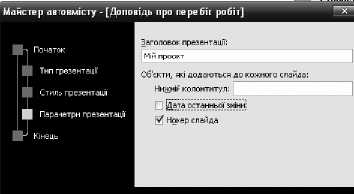 Майстер автовмісту - [Доповідь про перебіг робіт]
Початок
Тип презентації
Стиль презентації
Параметри презентації
Кінець
Заголовок презентації:
Мій проект
Об'єкти, які додаються до кожного слайда:
Нижній колонтитул:
Дата останньої зміни
Номер слайда